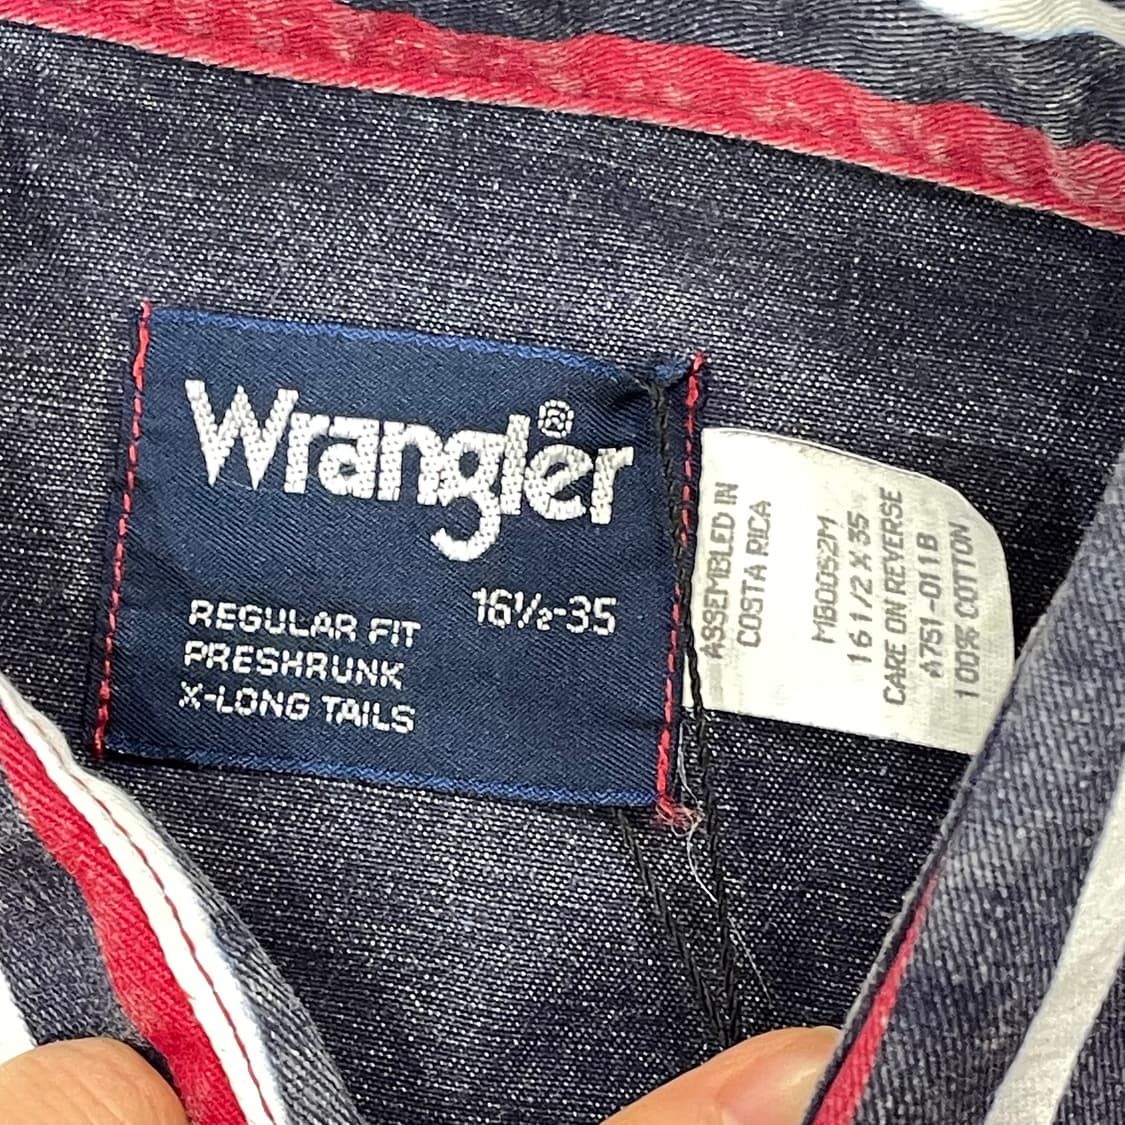 Wrangler®
16½-35
REGULAR FIT
PRESHRUNK
X-LONG TAILS
ASSEMBLED IN
COSTA RICA
MB0052M
16 1/2 X 35
CARE ON REVERSE
A751-011B
100% COTTON